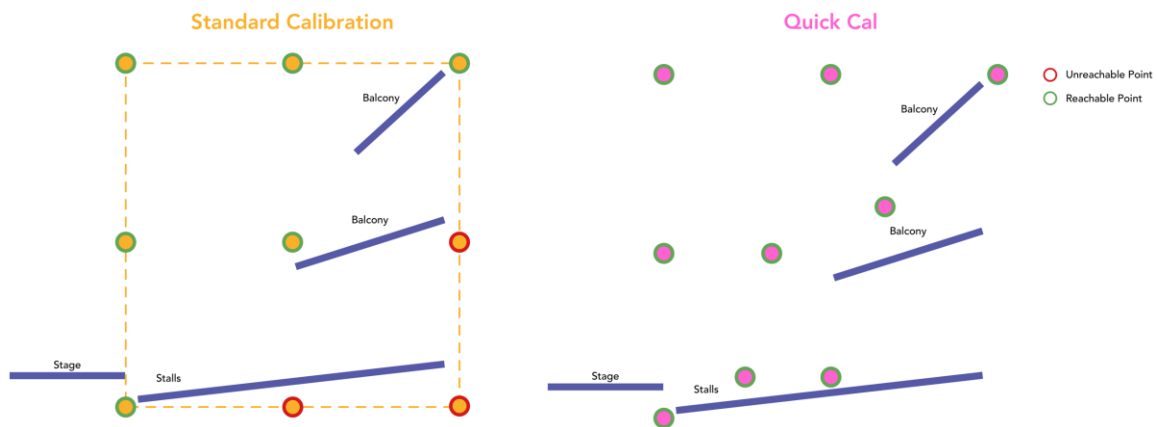 Standard Calibration
Quick Cal
Balcony
Balcony
Stage
Stalls
Balcony
Balcony
Stage
Stalls
Unreachable Point
Reachable Point